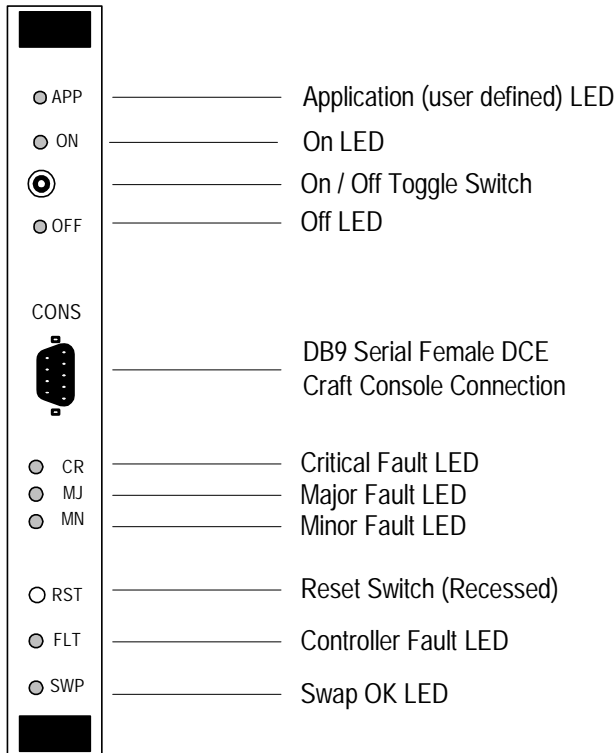 APP Application (user defined) LED
ON On LED
On / Off Toggle Switch
OFF Off LED
CONS
DB9 Serial Female DCE
Craft Console Connection
CR Critical Fault LED
MJ Major Fault LED
MN Minor Fault LED
RST Reset Switch (Recessed)
FLT Controller Fault LED
SWP Swap OK LED